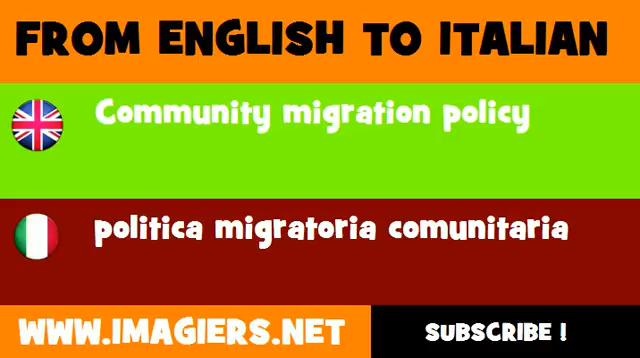 FROM ENGLISH TO ITALIAN
Community migration policy
politica migratoria comunitaria
WWW.IMAGIERS.NET
SUBSCRIBE !